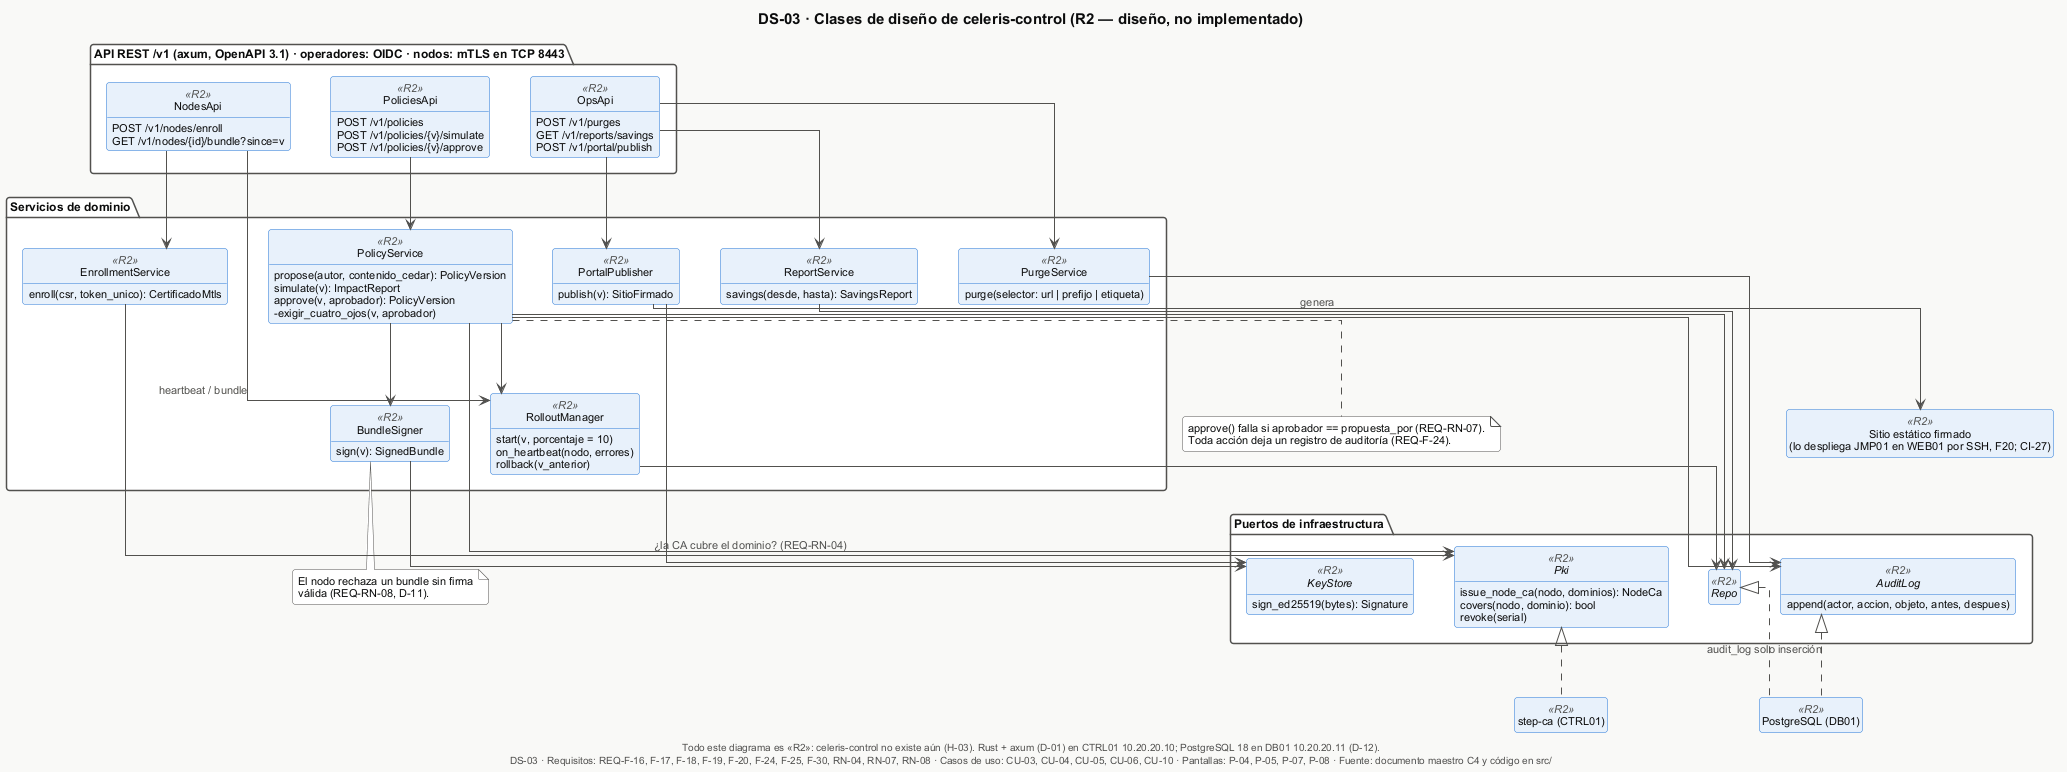 DS-03 · Clases de diseño de celeris-control (R2 — diseño, no implementado)
API REST /v1 (axum, OpenAPI 3.1) · operadores: OIDC · nodos: mTLS en TCP 8443
«R2»
NodesApi
POST /v1/nodes/enroll
GET /v1/nodes/{id}/bundle?since=v
«R2»
PoliciesApi
POST /v1/policies
POST /v1/policies/{v}/simulate
POST /v1/policies/{v}/approve
«R2»
OpsApi
POST /v1/purges
GET /v1/reports/savings
POST /v1/portal/publish
Servicios de dominio
«R2»
EnrollmentService
enroll(csr, token_unico): CertificadoMtls
«R2»
PolicyService
propose(autor, contenido_cedar): PolicyVersion
simulate(v): ImpactReport
approve(v, aprobador): PolicyVersion
-exigir_cuatro_ojos(v, aprobador)
«R2»
PortalPublisher
publish(v): SitioFirmado
«R2»
ReportService
savings(desde, hasta): SavingsReport
«R2»
PurgeService
purge(selector: url | prefijo | etiqueta)
genera
heartbeat / bundle
«R2»
BundleSigner
sign(v): SignedBundle
«R2»
RolloutManager
start(v, porcentaje = 10)
on_heartbeat(nodo, errores)
rollback(v_anterior)
approve() falla si aprobador == propuesta_por (REQ-RN-07).
Toda acción deja un registro de auditoría (REQ-F-24).
«R2»
Sitio estático firmado
(lo despliega JMP01 en WEB01 por SSH, F20; CI-27)
¿la CA cubre el dominio? (REQ-RN-04)
El nodo rechaza un bundle sin firma
válida (REQ-RN-08, D-11).
Puertos de infraestructura
«R2»
KeyStore
sign_ed25519(bytes): Signature
«R2»
Pki
issue_node_ca(nodo, dominios): NodeCa
covers(nodo, dominio): bool
revoke(serial)
«R2»
Repo
«R2»
AuditLog
append(actor, accion, objeto, antes, despues)
audit_log solo inserción
«R2»
step-ca (CTRL01)
«R2»
PostgreSQL (DB01)
Todo este diagrama es «R2»: celeris-control no existe aún (H-03). Rust + axum (D-01) en CTRL01 10.20.20.10; PostgreSQL 18 en DB01 10.20.20.11 (D-12).
DS-03 · Requisitos: REQ-F-16, F-17, F-18, F-19, F-20, F-24, F-25, F-30, RN-04, RN-07, RN-08 · Casos de uso: CU-03, CU-04, CU-05, CU-06, CU-10 · Pantallas: P-04, P-05, P-07, P-08 · Fuente: documento maestro C4 y código en src/